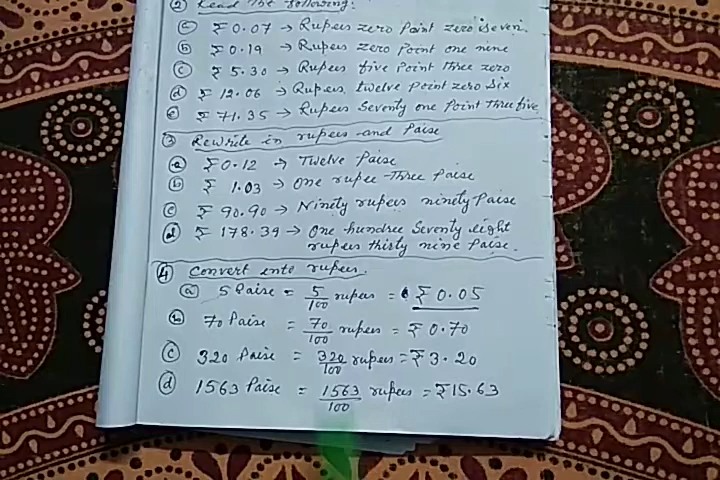 ② Read The following:
ⓐ ₹0.07 → Rupees zero Point zero seven.
ⓑ ₹0.19 → Rupees zero Point one nine
ⓒ ₹5.30 → Rupees five Point Three zero
ⓓ ₹12.06 → Rupees twelve Point zero Six
ⓔ ₹71.35 → Rupees Seventy one Point Three five
③ Rewrite in rupees and Paise
ⓐ ₹0.12 → Twelve Paise
ⓑ ₹1.03 → One rupee Three Paise
ⓒ ₹90.90 → Ninety rupees ninety Paise
ⓓ ₹178.39 → One hundree Seventy eight
rupees thirty nine Paise.
④ Convert into rupees.
ⓐ 5 Paise = 5/100 rupees = ₹0.05
ⓑ 70 Paise = 70/100 rupees = ₹0.70
ⓒ 320 Paise = 320/100 rupees = ₹3.20
ⓓ 1563 Paise = 1563/100 rupees = ₹15.63